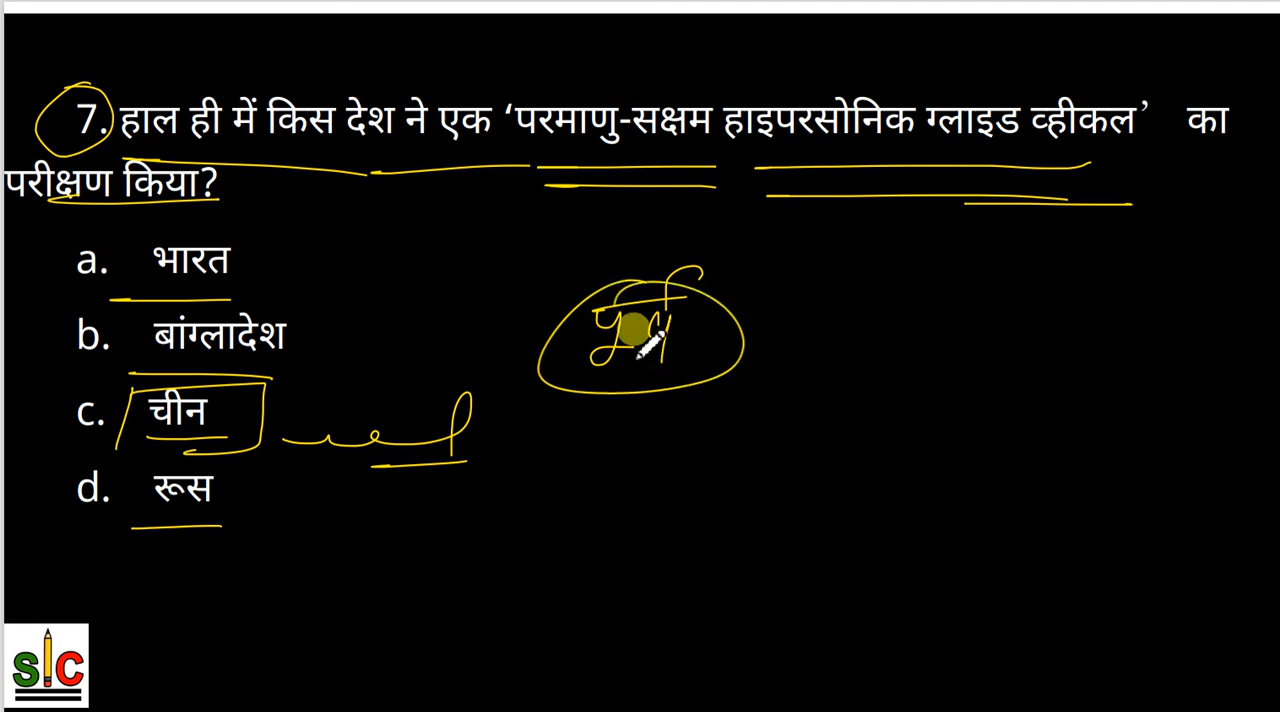 7. हाल ही में किस देश ने एक ‘परमाणु-सक्षम हाइपरसोनिक ग्लाइड व्हीकल’ का
परीक्षण किया?
a. भारत
b. बांग्लादेश
c. चीन
d. रूस
SIC